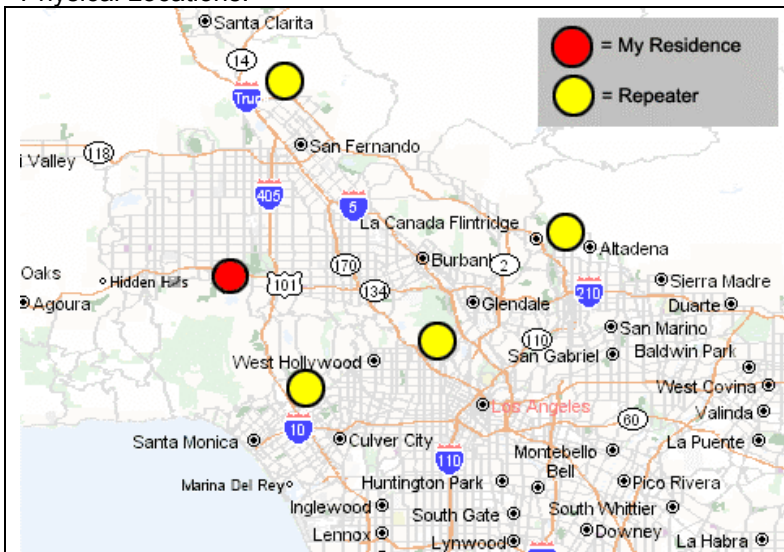 Physical Locations:
Santa Clarita
= My Residence
14
= Repeater
San Fernando
i Valley
118
405
5
La Canada Flintridge
Altadena
170
Burbank
2
Oaks
Hidden Hills
101
134
Sierra Madre
Agoura
Glendale
210
Duarte
San Marino
110
West Hollywood
San Gabriel
Baldwin Park
West Covina
Los Angeles
Valinda
10
60
Santa Monica
Culver City
La Puente
110
Montebello
Bell
Marina Del Rey
Huntington Park
Pico Rivera
Inglewood
South Gate
South Whittier
Lennox
Downey
Lynwood
La Habra